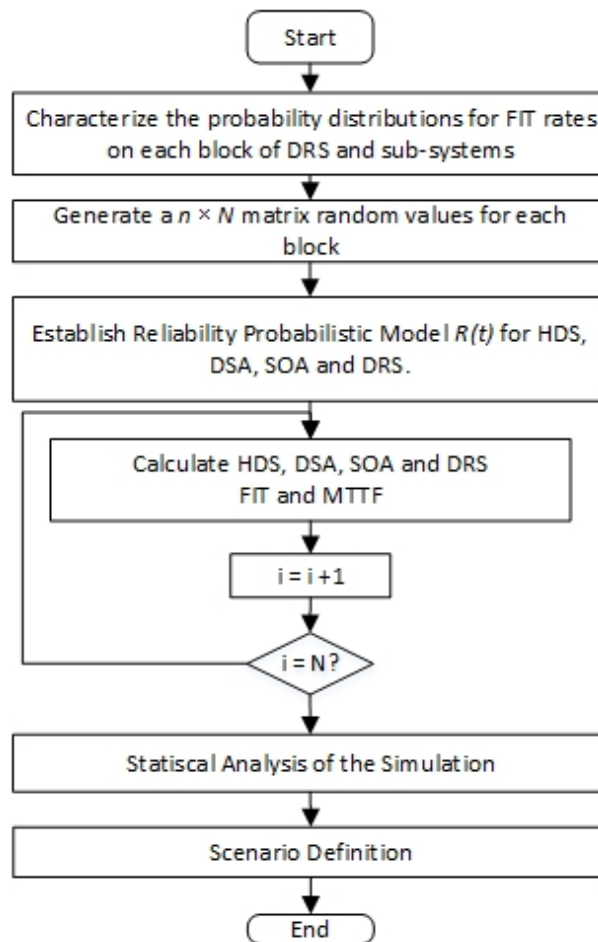 Start
Characterize the probability distributions for FIT rates
on each block of DRS and sub-systems
Generate a n × N matrix random values for each
block
Establish Reliability Probabilistic Model R(t) for HDS,
DSA, SOA and DRS.
Calculate HDS, DSA, SOA and DRS
FIT and MTTF
i = i +1
i = N?
Statiscal Analysis of the Simulation
Scenario Definition
End